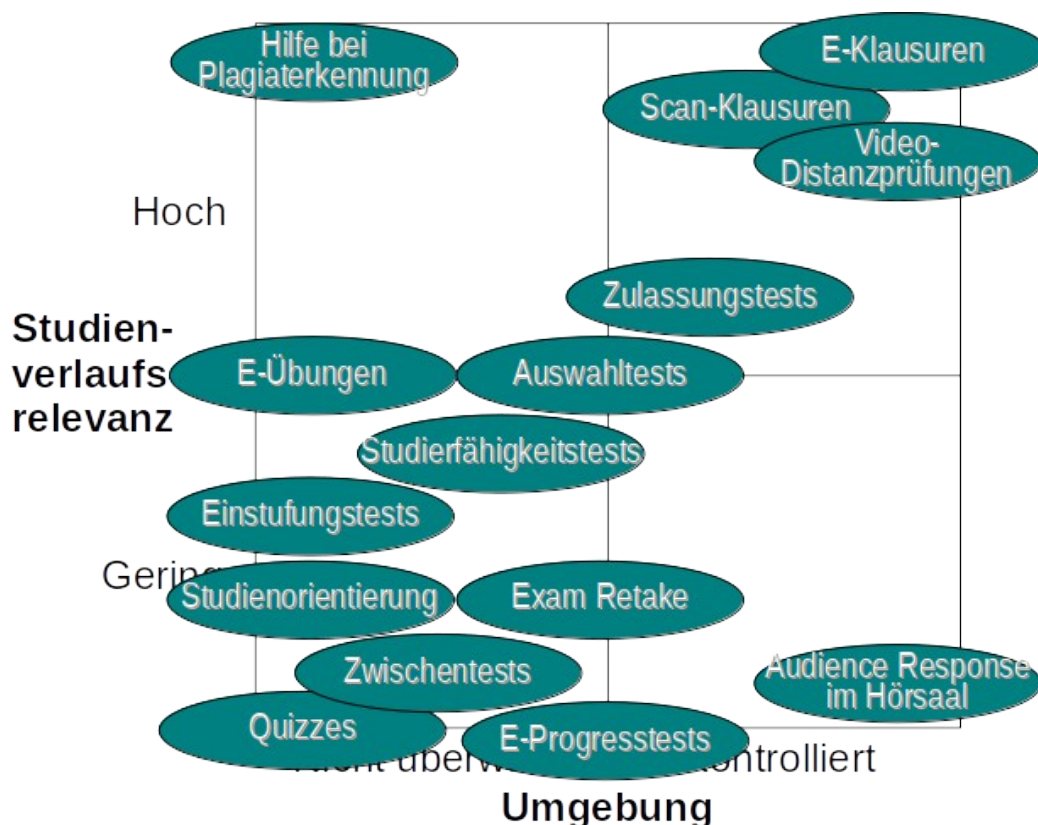 Hilfe bei
Plagiaterkennung
E-Klausuren
Scan-Klausuren
Video-
Distanzprüfungen
Hoch
Zulassungstests
Studien-
verlaufs
relevanz
E-Übungen
Auswahltests
Studierfähigkeitstests
Einstufungstests
Gering
Studienorientierung
Exam Retake
Zwischentests
Audience Response
im Hörsaal
Quizzes
E-Progresstests
Umgebung